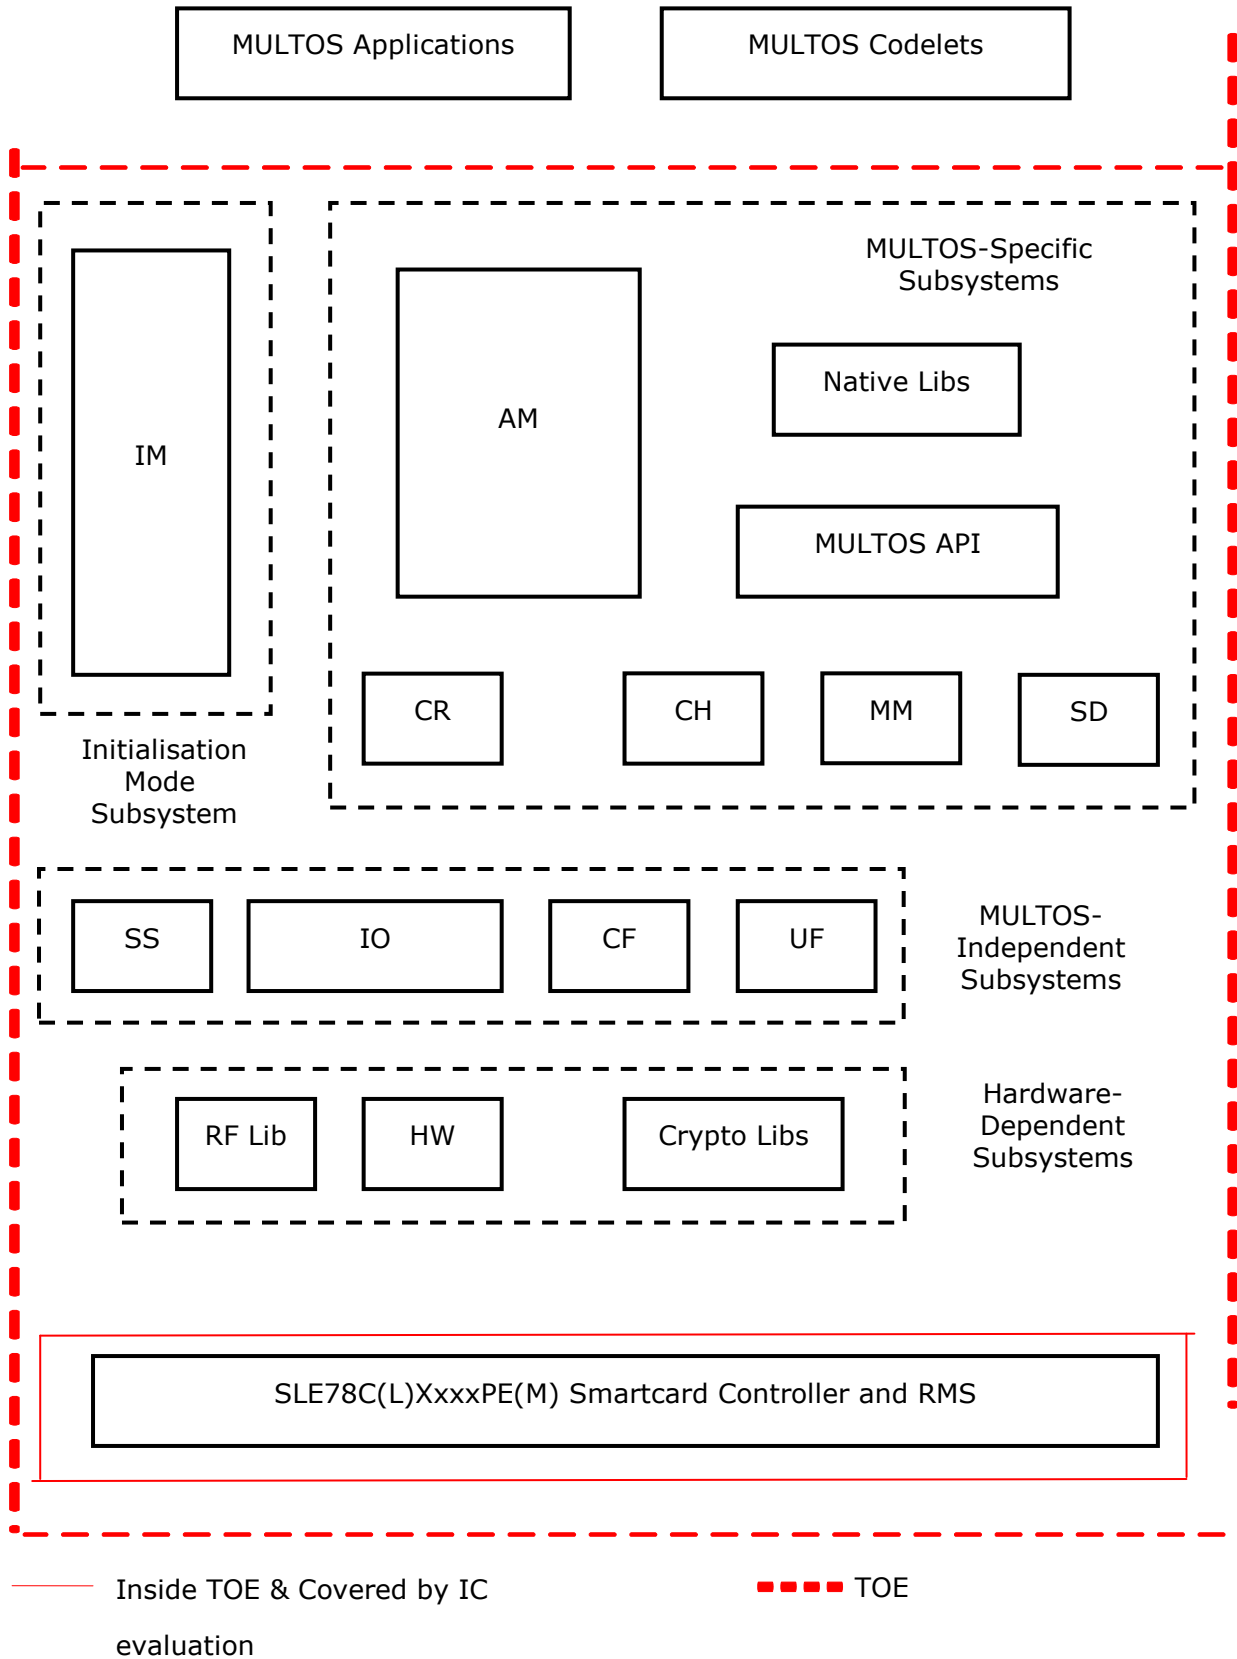 MULTOS Applications
MULTOS Codelets
MULTOS-Specific
Subsystems
Native Libs
AM
IM
MULTOS API
CR
CH
MM
SD
Initialisation
Mode
Subsystem
SS
IO
CF
UF
MULTOS-
Independent
Subsystems
RF Lib
HW
Crypto Libs
Hardware-
Dependent
Subsystems
SLE78C(L)XxxxPE(M) Smartcard Controller and RMS
Inside TOE & Covered by IC
evaluation
TOE